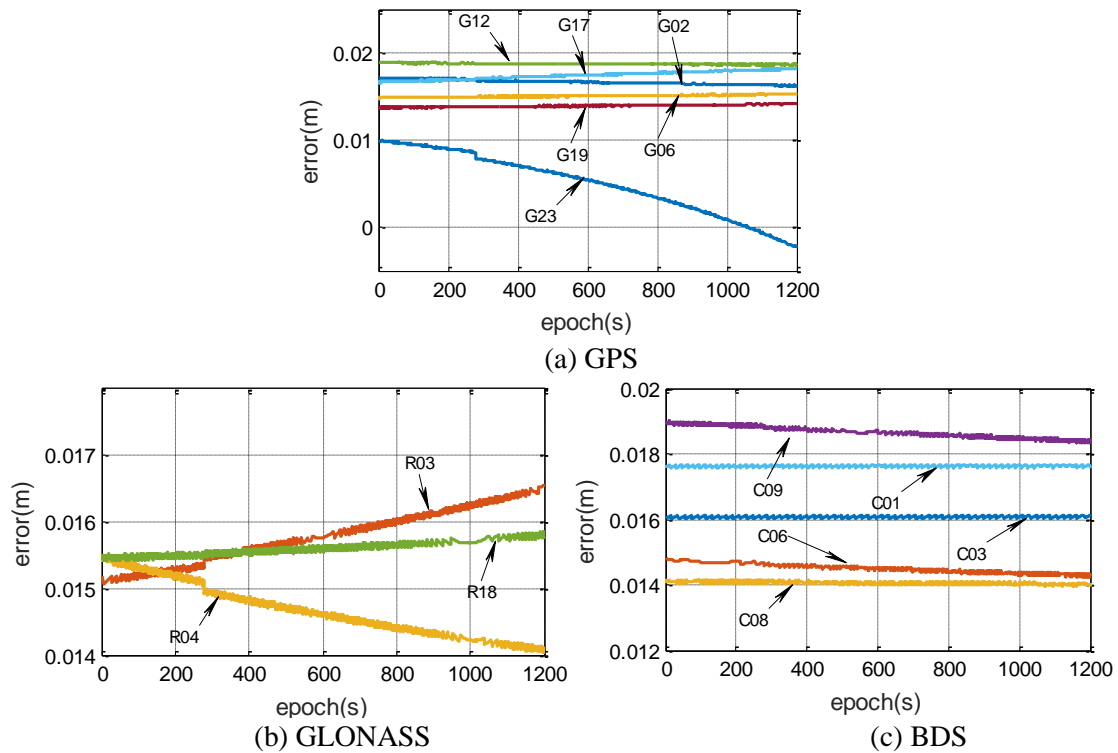 G12 G17 G02
0.02
0.01
0
error(m)
G19 G06
G23
0 200 400 600 800 1000 1200
epoch(s)
(a) GPS
0.017
0.016
0.015
0.014
error(m)
R03
R18
R04
0 200 400 600 800 1000 1200
epoch(s)
(b) GLONASS
0.02
0.018
0.016
0.014
0.012
error(m)
C09 C01
C06 C03
C08
0 200 400 600 800 1000 1200
epoch(s)
(c) BDS